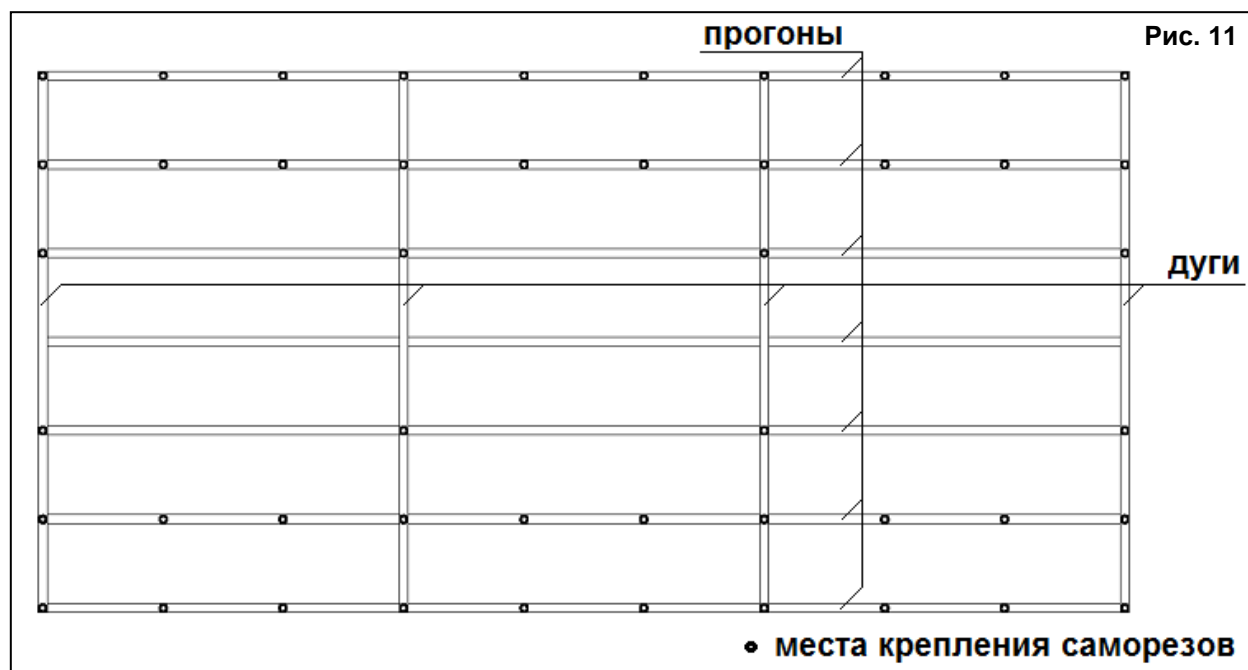 прогоны
Рис. 11
дуги
места крепления саморезов